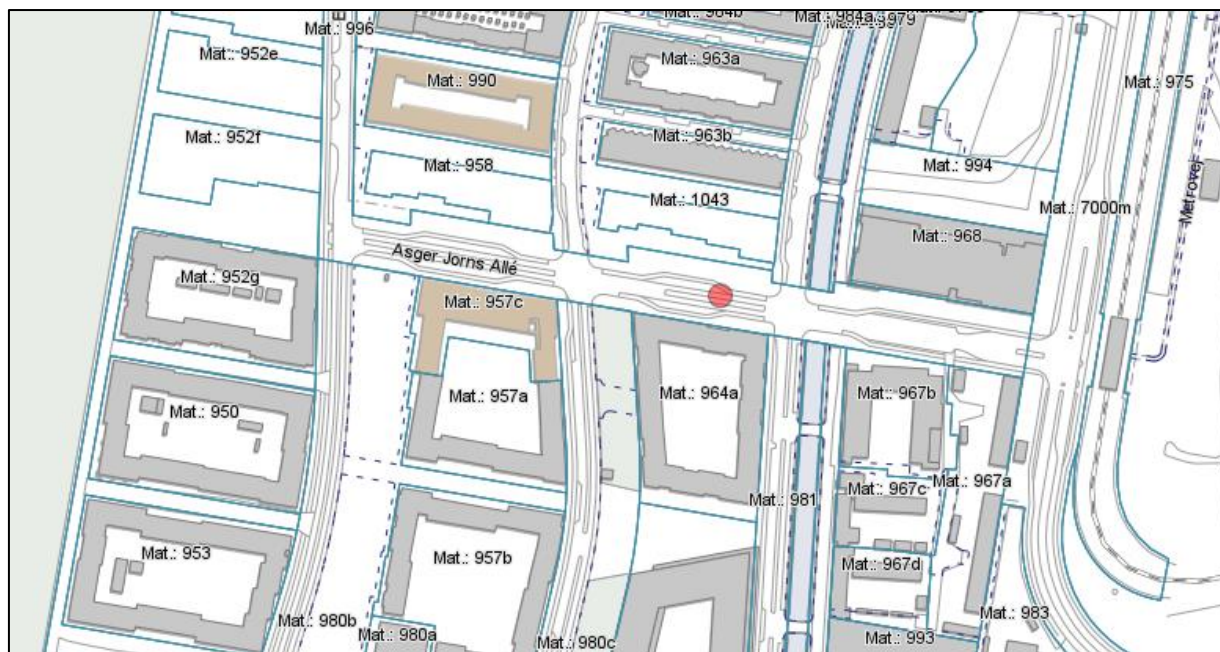 Mat.: 984b
Mat.: 984a
979
Mat.: 996
Mat.: 952e
Mat.: 990
Mat.: 963a
Mat.: 975
Mat.: 952f
Mat.: 963b
Mat.: 958
Mat.: 994
Mat.: 1043
Mat.: 7000m
Metrovej
Mat.: 968
Asger Jorns Allé
Mat.: 952g
Mat.: 957c
Mat.: 957a
Mat.: 964a
Mat.: 967b
Mat.: 950
Mat.: 967a
Mat.: 967c
Mat.: 981
Mat.: 953
Mat.: 957b
Mat.: 967d
Mat.: 980b
Mat.: 980a
Mat.: 980c
Mat.: 993
Mat.: 983